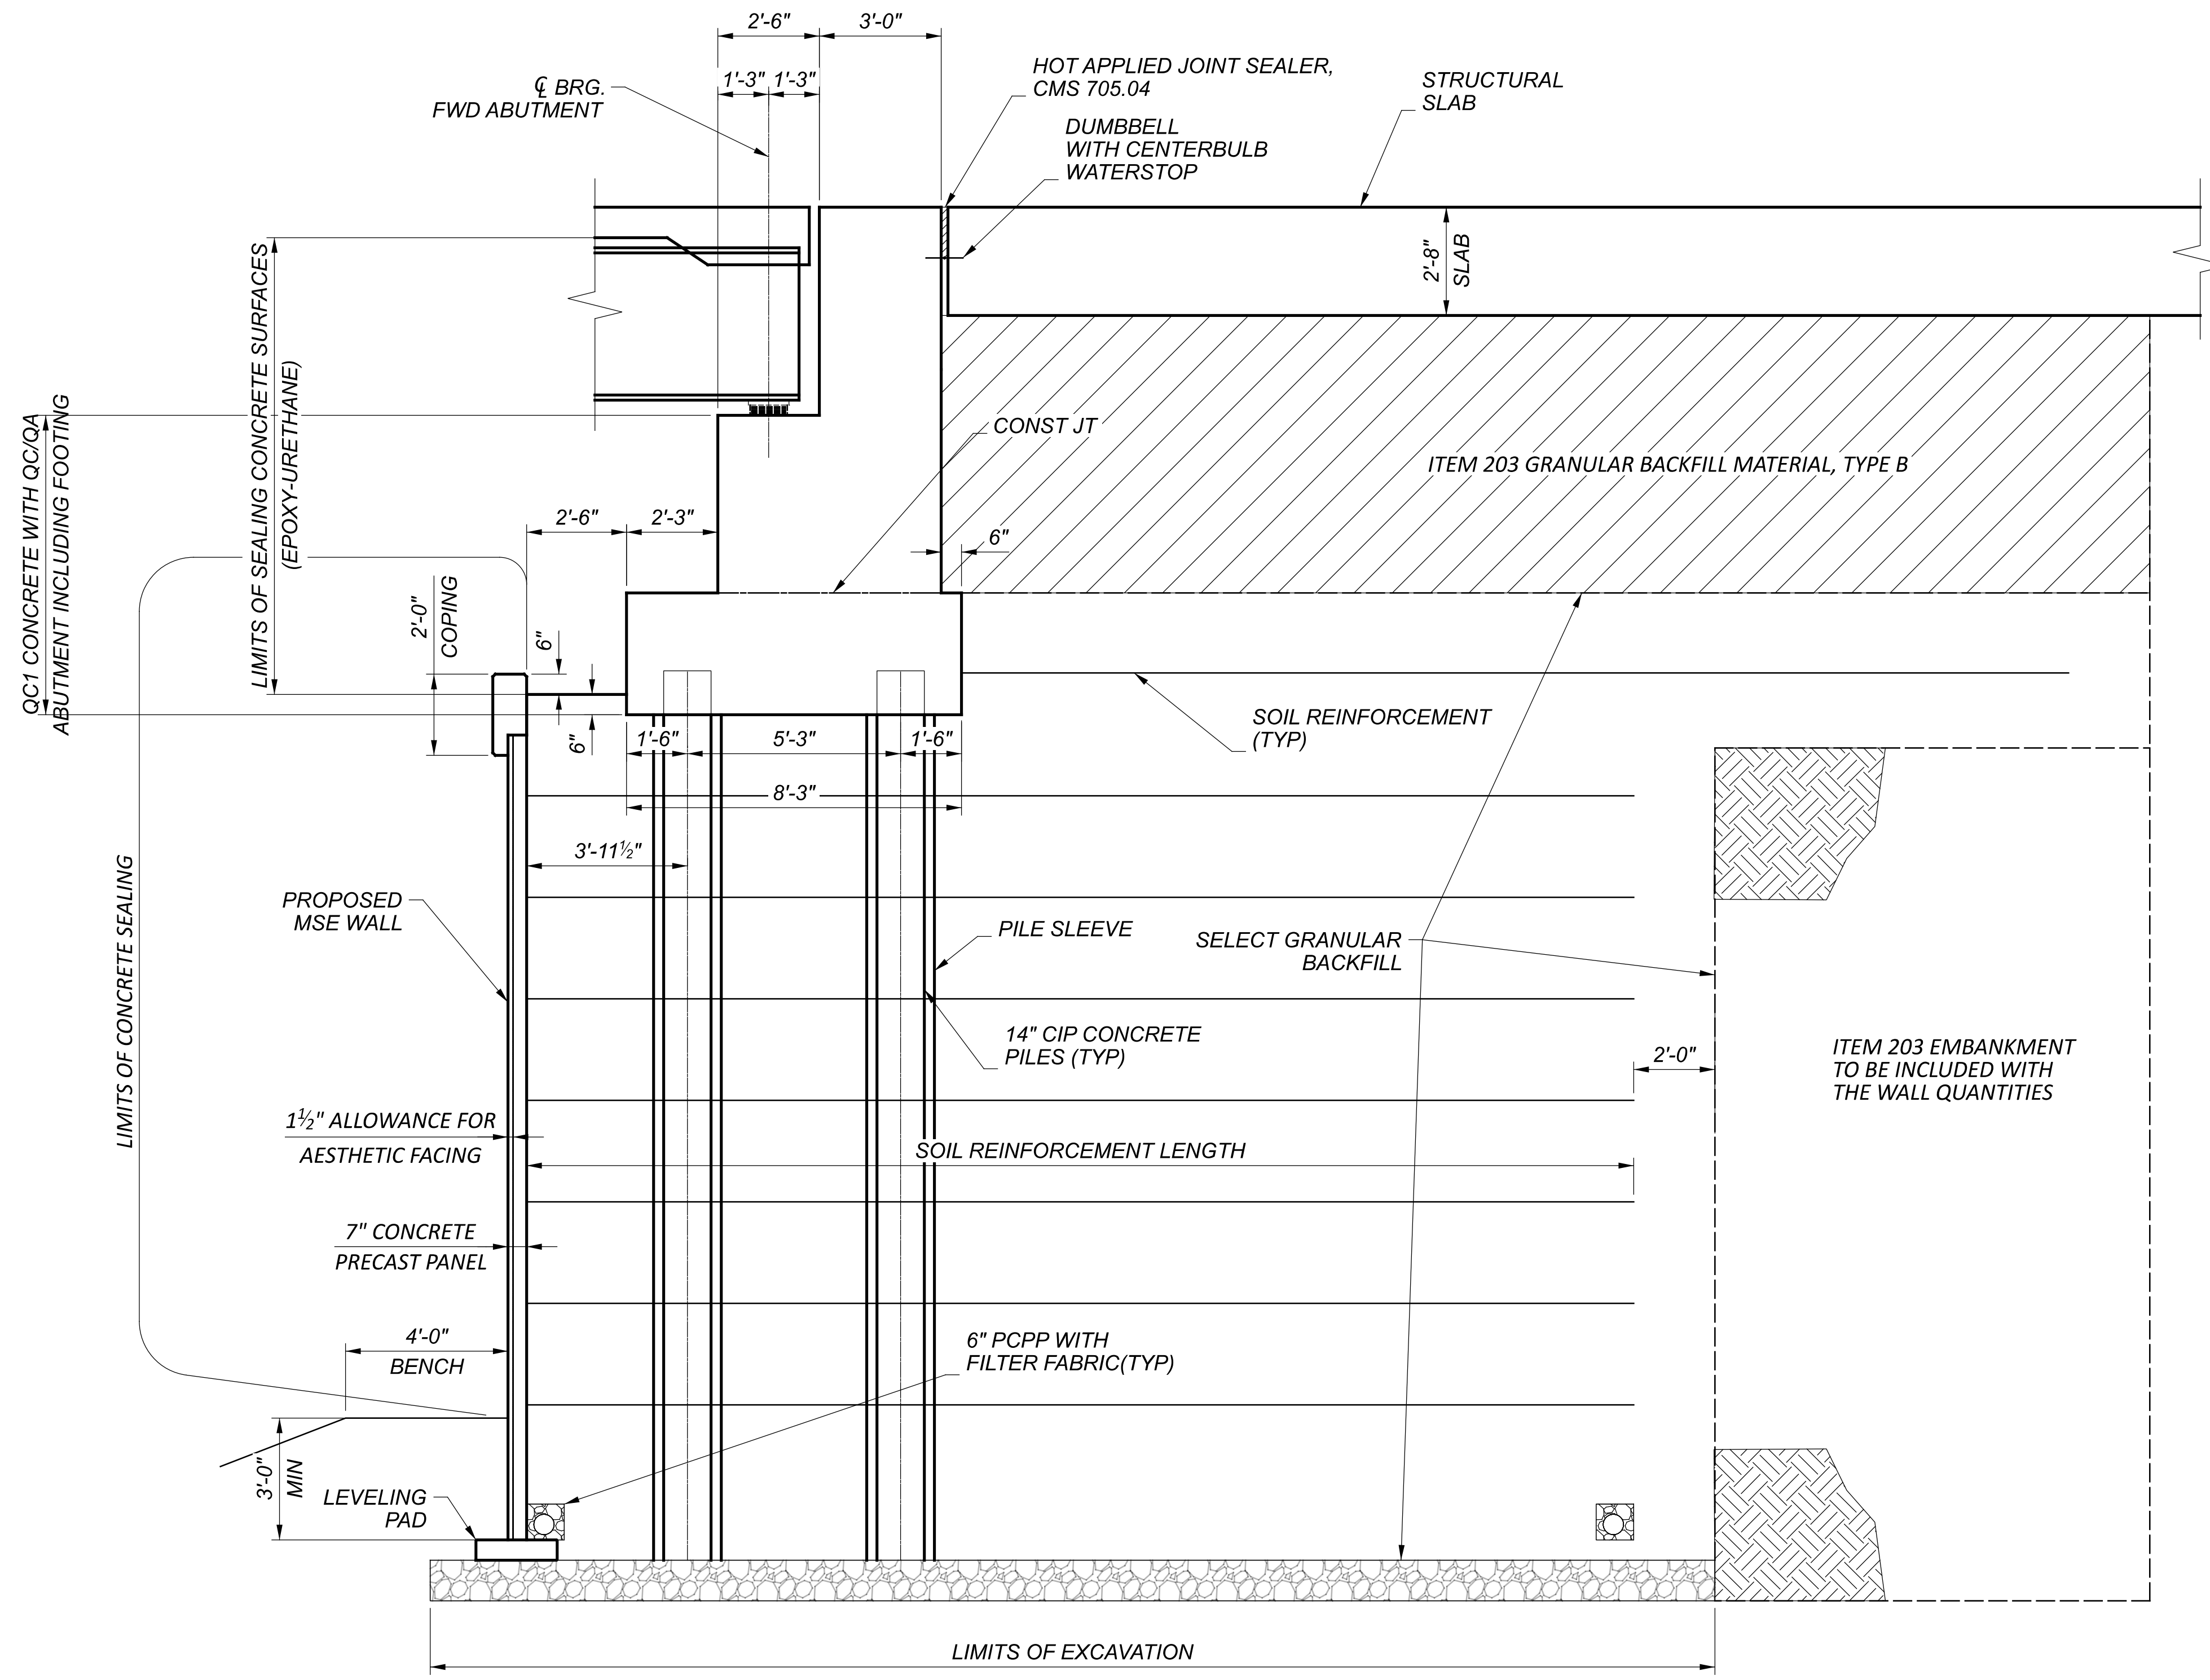 2'-6"
3'-0"
1'-3"
1'-3"
℄ BRG.
FWD ABUTMENT
HOT APPLIED JOINT SEALER,
CMS 705.04
DUMBBELL
WITH CENTERBULB
WATERSTOP
STRUCTURAL
SLAB
2'-8"
SLAB
LIMITS OF SEALING CONCRETE SURFACES
(EPOXY-URETHANE)
QC1 CONCRETE WITH QC/QA
ABUTMENT INCLUDING FOOTING
CONST JT
ITEM 203 GRANULAR BACKFILL MATERIAL, TYPE B
2'-6"
2'-3"
6"
2'-0"
COPING
6"
6"
1'-6"
5'-3"
1'-6"
8'-3"
SOIL REINFORCEMENT
(TYP)
3'-11½"
LIMITS OF CONCRETE SEALING
PROPOSED
MSE WALL
PILE SLEEVE
SELECT GRANULAR
BACKFILL
14" CIP CONCRETE
PILES (TYP)
2'-0"
ITEM 203 EMBANKMENT
TO BE INCLUDED WITH
THE WALL QUANTITIES
1½" ALLOWANCE FOR
AESTHETIC FACING
SOIL REINFORCEMENT LENGTH
7" CONCRETE
PRECAST PANEL
4'-0"
BENCH
6" PCPP WITH
FILTER FABRIC(TYP)
3'-0"
MIN
LEVELING
PAD
LIMITS OF EXCAVATION